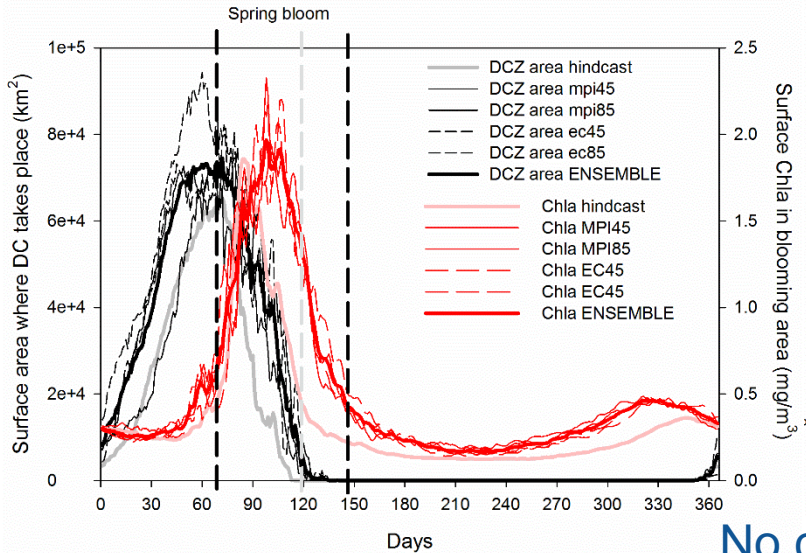 Spring bloom
1e+5
8e+4
6e+4
4e+4
2e+4
0
Surface area where DC takes place (km²)
DCZ area hindcast
DCZ area mpi45
DCZ area mpi85
DCZ area ec45
DCZ area ec85
DCZ area ENSEMBLE
Chla hindcast
Chla MPI45
Chla MPI85
Chla EC45
Chla EC45
Chla ENSEMBLE
2.5
2.0
1.5
1.0
0.5
0.0
Surface Chla in blooming area (mg/m³)
0 30 60 90 120 150 180 210 240 270 300 330 360
Days